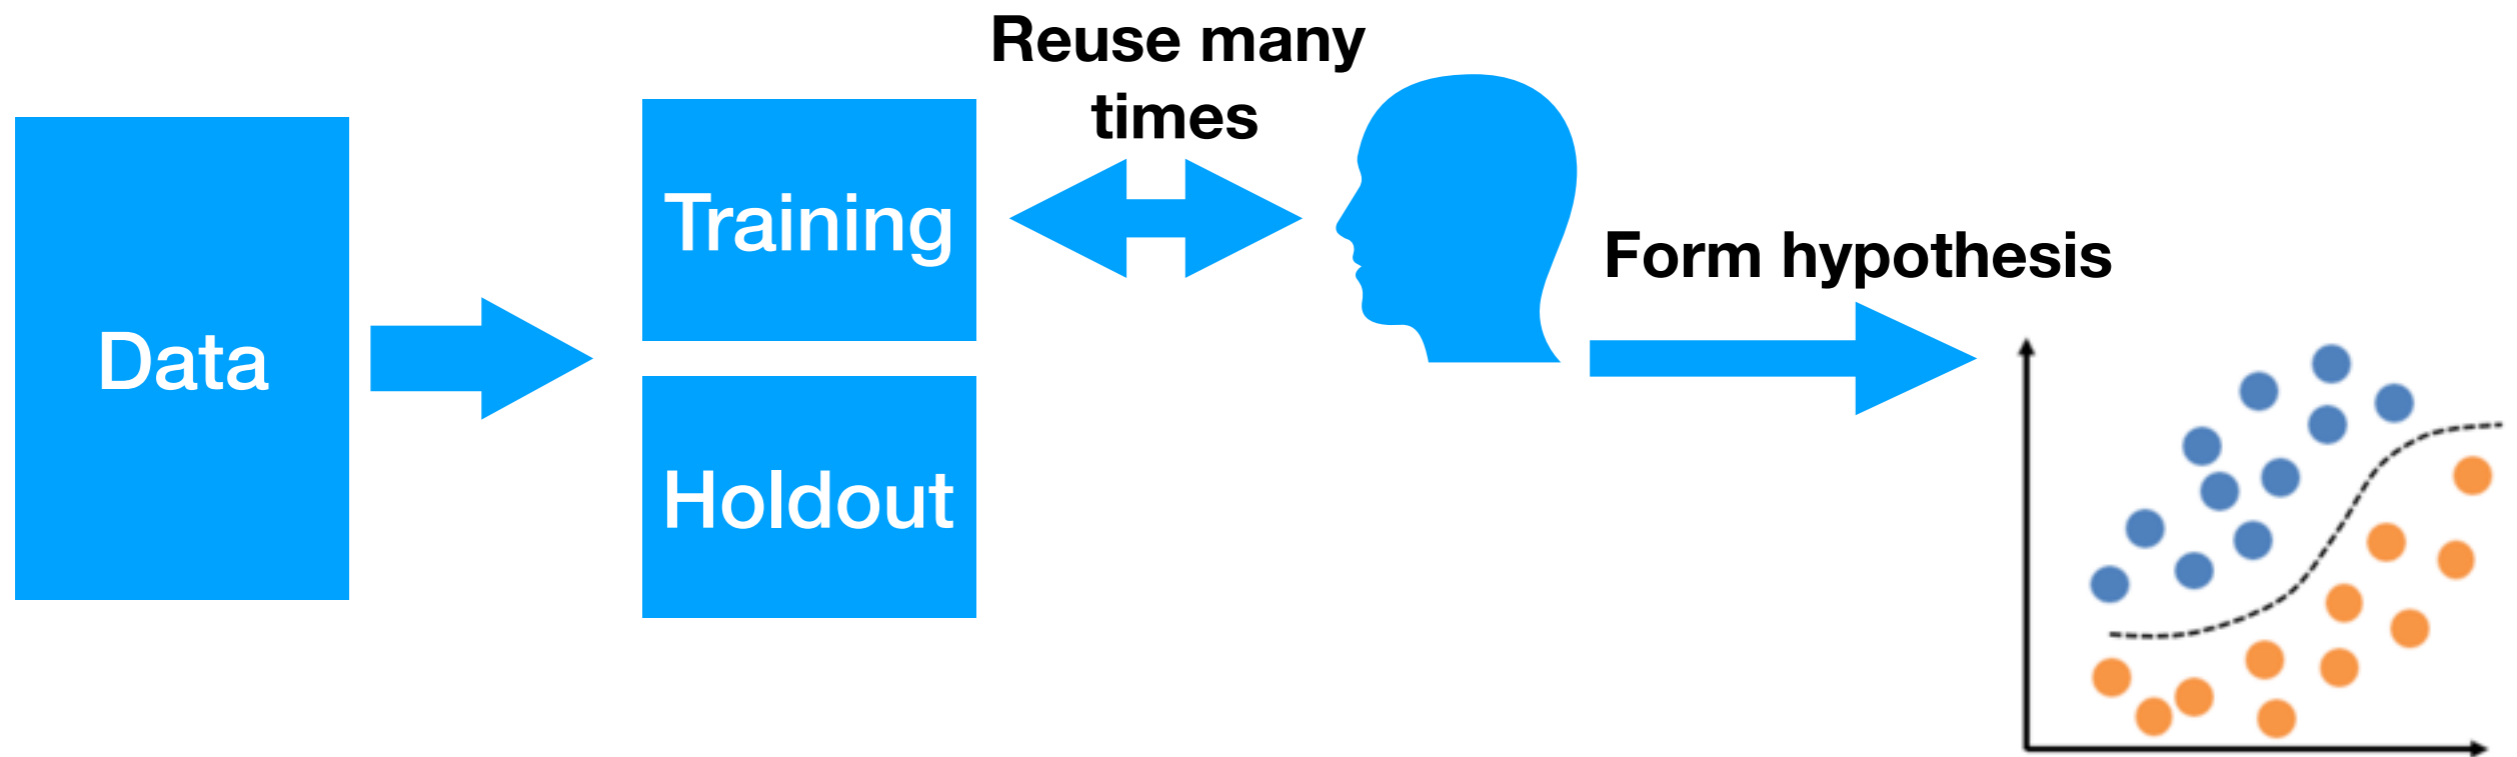 Data
Training
Holdout
Reuse many
times
Form hypothesis